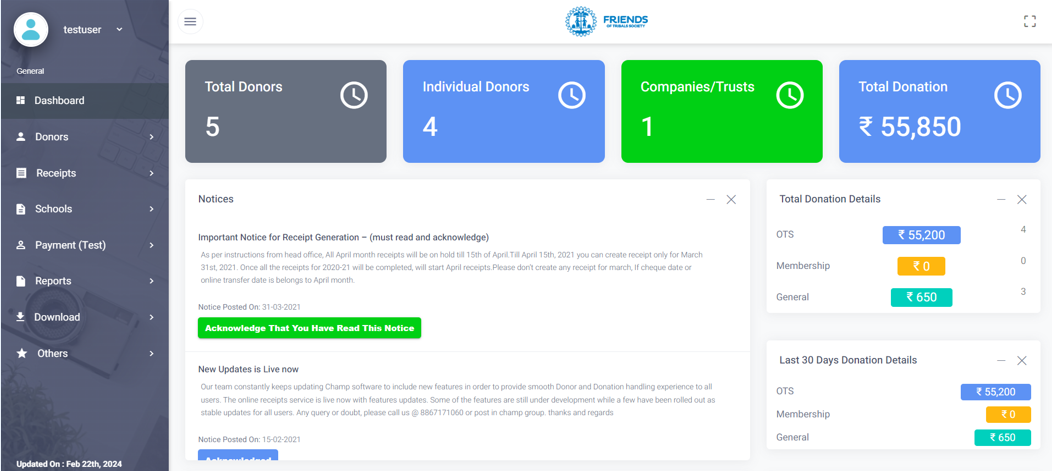 testuser
General
Dashboard
Donors
Receipts
Schools
Payment (Test)
Reports
Download
Others
Updated On : Feb 22th, 2024
FRIENDS
OF TRIBALS SOCIETY
Total Donors
5
Individual Donors
4
Companies/Trusts
1
Total Donation
₹ 55,850
Notices
Important Notice for Receipt Generation – (must read and acknowledge)
As per instructions from head office, All April month receipts will be on hold till 15th of April.Till April 15th, 2021 you can create receipt only for March
31st, 2021. Once all the receipts for 2020-21 will be completed, will start April receipts.Please don't create any receipt for march, If cheque date or
online transfer date is belongs to April month.
Notice Posted On: 31-03-2021
Acknowledge That You Have Read This Notice
New Updates is Live now
Our team constantly keeps updating Champ software to include new features in order to provide smooth Donor and Donation handling experience to all
users. The online receipts service is live now with features updates. Some of the features are still under development while a few have been rolled out as
stable updates for all users. Any query or doubt, please call us @ 8867171060 or post in champ group. thanks and regards
Notice Posted On: 15-02-2021
Acknowledged
Total Donation Details
OTS ₹ 55,200 4
Membership ₹ 0 0
General ₹ 650 3
Last 30 Days Donation Details
OTS ₹ 55,200
Membership ₹ 0
General ₹ 650